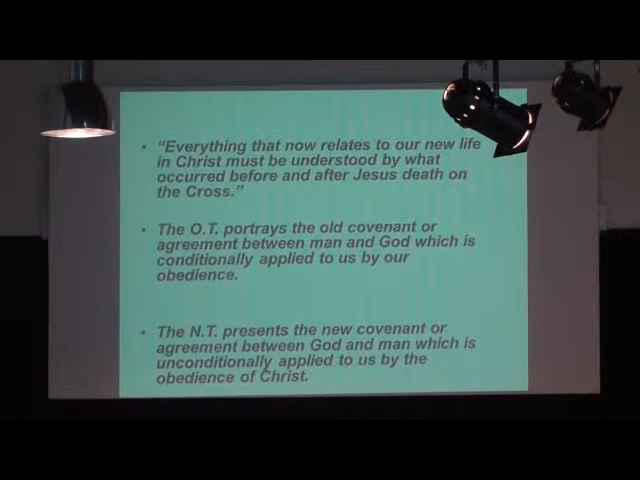 • "Everything that now relates to our new life
in Christ must be understood by what
occurred before and after Jesus death on
the Cross."
• The O.T. portrays the old covenant or
agreement between man and God which is
conditionally applied to us by our
obedience.
• The N.T. presents the new covenant or
agreement between God and man which is
unconditionally applied to us by the
obedience of Christ.